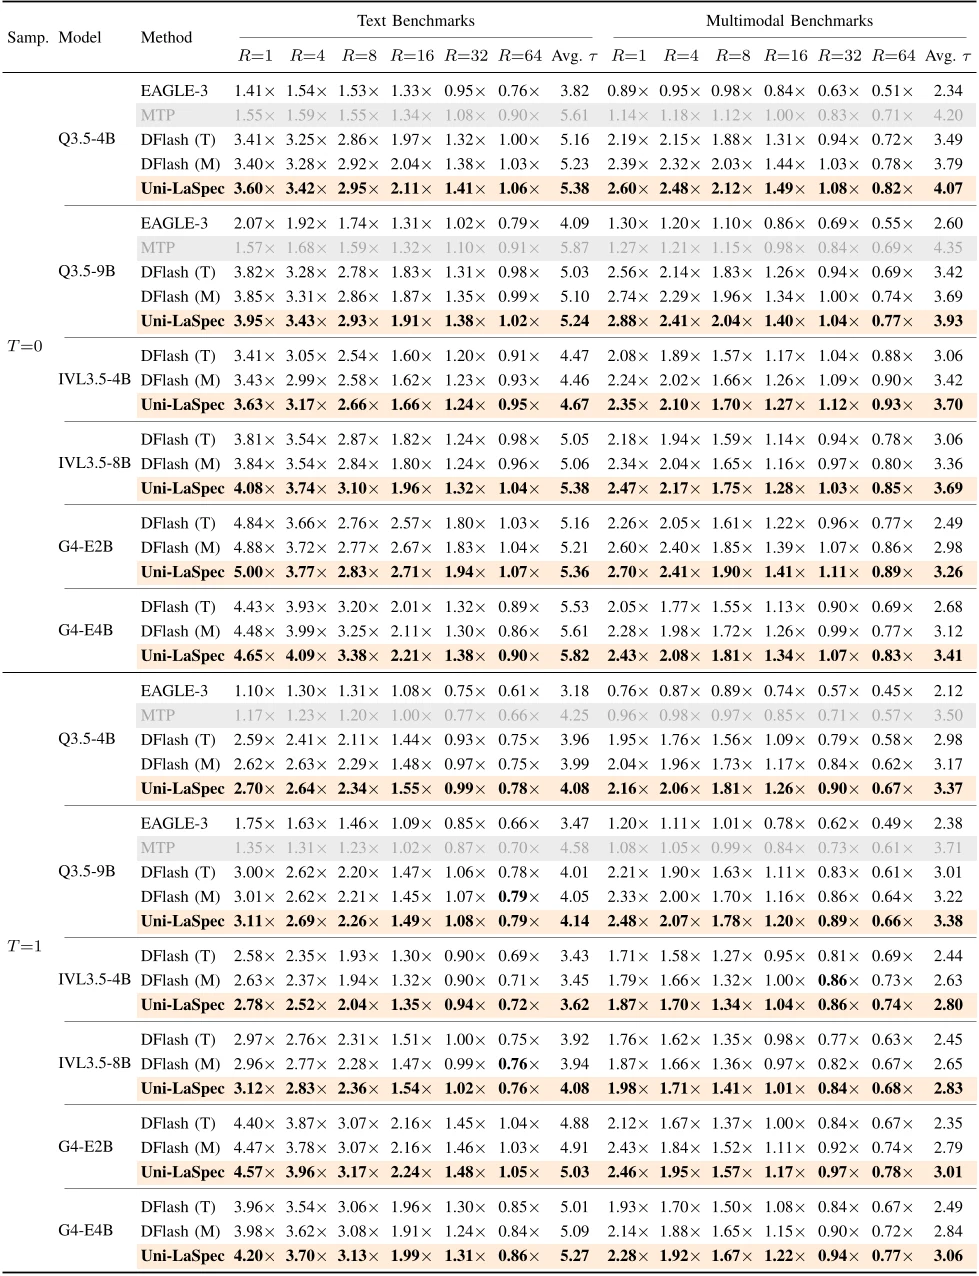 Text Benchmarks Multimodal Benchmarks
Samp. Model Method
R=1 R=4 R=8 R=16 R=32 R=64 Avg. τ R=1 R=4 R=8 R=16 R=32 R=64 Avg. τ
EAGLE-3 1.41× 1.54× 1.53× 1.33× 0.95× 0.76× 3.82 0.89× 0.95× 0.98× 0.84× 0.63× 0.51× 2.34
MTP 1.55× 1.59× 1.55× 1.34× 1.08× 0.90× 5.61 1.14× 1.18× 1.12× 1.00× 0.83× 0.71× 4.20
Q3.5-4B DFlash (T) 3.41× 3.25× 2.86× 1.97× 1.32× 1.00× 5.16 2.19× 2.15× 1.88× 1.31× 0.94× 0.72× 3.49
DFlash (M) 3.40× 3.28× 2.92× 2.04× 1.38× 1.03× 5.23 2.39× 2.32× 2.03× 1.44× 1.03× 0.78× 3.79
Uni-LaSpec 3.60× 3.42× 2.95× 2.11× 1.41× 1.06× 5.38 2.60× 2.48× 2.12× 1.49× 1.08× 0.82× 4.07
EAGLE-3 2.07× 1.92× 1.74× 1.31× 1.02× 0.79× 4.09 1.30× 1.20× 1.10× 0.86× 0.69× 0.55× 2.60
MTP 1.57× 1.68× 1.59× 1.32× 1.10× 0.91× 5.87 1.27× 1.21× 1.15× 0.98× 0.84× 0.69× 4.35
Q3.5-9B DFlash (T) 3.82× 3.28× 2.78× 1.83× 1.31× 0.98× 5.03 2.56× 2.14× 1.83× 1.26× 0.94× 0.69× 3.42
DFlash (M) 3.85× 3.31× 2.86× 1.87× 1.35× 0.99× 5.10 2.74× 2.29× 1.96× 1.34× 1.00× 0.74× 3.69
Uni-LaSpec 3.95× 3.43× 2.93× 1.91× 1.38× 1.02× 5.24 2.88× 2.41× 2.04× 1.40× 1.04× 0.77× 3.93
T=0
DFlash (T) 3.41× 3.05× 2.54× 1.60× 1.20× 0.91× 4.47 2.08× 1.89× 1.57× 1.17× 1.04× 0.88× 3.06
IVL3.5-4B DFlash (M) 3.43× 2.99× 2.58× 1.62× 1.23× 0.93× 4.46 2.24× 2.02× 1.66× 1.26× 1.09× 0.90× 3.42
Uni-LaSpec 3.63× 3.17× 2.66× 1.66× 1.24× 0.95× 4.67 2.35× 2.10× 1.70× 1.27× 1.12× 0.93× 3.70
DFlash (T) 3.81× 3.54× 2.87× 1.82× 1.24× 0.98× 5.05 2.18× 1.94× 1.59× 1.14× 0.94× 0.78× 3.06
IVL3.5-8B DFlash (M) 3.84× 3.54× 2.84× 1.80× 1.24× 0.96× 5.06 2.34× 2.04× 1.65× 1.16× 0.97× 0.80× 3.36
Uni-LaSpec 4.08× 3.74× 3.10× 1.96× 1.32× 1.04× 5.38 2.47× 2.17× 1.75× 1.28× 1.03× 0.85× 3.69
DFlash (T) 4.84× 3.66× 2.76× 2.57× 1.80× 1.03× 5.16 2.26× 2.05× 1.61× 1.22× 0.96× 0.77× 2.49
G4-E2B DFlash (M) 4.88× 3.72× 2.77× 2.67× 1.83× 1.04× 5.21 2.60× 2.40× 1.85× 1.39× 1.07× 0.86× 2.98
Uni-LaSpec 5.00× 3.77× 2.83× 2.71× 1.94× 1.07× 5.36 2.70× 2.41× 1.90× 1.41× 1.11× 0.89× 3.26
DFlash (T) 4.43× 3.93× 3.20× 2.01× 1.32× 0.89× 5.53 2.05× 1.77× 1.55× 1.13× 0.90× 0.69× 2.68
G4-E4B DFlash (M) 4.48× 3.99× 3.25× 2.11× 1.30× 0.86× 5.61 2.28× 1.98× 1.72× 1.26× 0.99× 0.77× 3.12
Uni-LaSpec 4.65× 4.09× 3.38× 2.21× 1.38× 0.90× 5.82 2.43× 2.08× 1.81× 1.34× 1.07× 0.83× 3.41
EAGLE-3 1.10× 1.30× 1.31× 1.08× 0.75× 0.61× 3.18 0.76× 0.87× 0.89× 0.74× 0.57× 0.45× 2.12
MTP 1.17× 1.23× 1.20× 1.00× 0.77× 0.66× 4.25 0.96× 0.98× 0.97× 0.85× 0.71× 0.57× 3.50
Q3.5-4B DFlash (T) 2.59× 2.41× 2.11× 1.44× 0.93× 0.75× 3.96 1.95× 1.76× 1.56× 1.09× 0.79× 0.58× 2.98
DFlash (M) 2.62× 2.63× 2.29× 1.48× 0.97× 0.75× 3.99 2.04× 1.96× 1.73× 1.17× 0.84× 0.62× 3.17
Uni-LaSpec 2.70× 2.64× 2.34× 1.55× 0.99× 0.78× 4.08 2.16× 2.06× 1.81× 1.26× 0.90× 0.67× 3.37
EAGLE-3 1.75× 1.63× 1.46× 1.09× 0.85× 0.66× 3.47 1.20× 1.11× 1.01× 0.78× 0.62× 0.49× 2.38
MTP 1.35× 1.31× 1.23× 1.02× 0.87× 0.70× 4.58 1.08× 1.05× 0.99× 0.84× 0.73× 0.61× 3.71
Q3.5-9B DFlash (T) 3.00× 2.62× 2.20× 1.47× 1.06× 0.78× 4.01 2.21× 1.90× 1.63× 1.11× 0.83× 0.61× 3.01
DFlash (M) 3.01× 2.62× 2.21× 1.45× 1.07× 0.79× 4.05 2.33× 2.00× 1.70× 1.16× 0.86× 0.64× 3.22
Uni-LaSpec 3.11× 2.69× 2.26× 1.49× 1.08× 0.79× 4.14 2.48× 2.07× 1.78× 1.20× 0.89× 0.66× 3.38
T=1
DFlash (T) 2.58× 2.35× 1.93× 1.30× 0.90× 0.69× 3.43 1.71× 1.58× 1.27× 0.95× 0.81× 0.69× 2.44
IVL3.5-4B DFlash (M) 2.63× 2.37× 1.94× 1.32× 0.90× 0.71× 3.45 1.79× 1.66× 1.32× 1.00× 0.86× 0.73× 2.63
Uni-LaSpec 2.78× 2.52× 2.04× 1.35× 0.94× 0.72× 3.62 1.87× 1.70× 1.34× 1.04× 0.86× 0.74× 2.80
DFlash (T) 2.97× 2.76× 2.31× 1.51× 1.00× 0.75× 3.92 1.76× 1.62× 1.35× 0.98× 0.77× 0.63× 2.45
IVL3.5-8B DFlash (M) 2.96× 2.77× 2.28× 1.47× 0.99× 0.76× 3.94 1.87× 1.66× 1.36× 0.97× 0.82× 0.67× 2.65
Uni-LaSpec 3.12× 2.83× 2.36× 1.54× 1.02× 0.76× 4.08 1.98× 1.71× 1.41× 1.01× 0.84× 0.68× 2.83
DFlash (T) 4.40× 3.87× 3.07× 2.16× 1.45× 1.04× 4.88 2.12× 1.67× 1.37× 1.00× 0.84× 0.67× 2.35
G4-E2B DFlash (M) 4.47× 3.78× 3.07× 2.16× 1.46× 1.03× 4.91 2.43× 1.84× 1.52× 1.11× 0.92× 0.74× 2.79
Uni-LaSpec 4.57× 3.96× 3.17× 2.24× 1.48× 1.05× 5.03 2.46× 1.95× 1.57× 1.17× 0.97× 0.78× 3.01
DFlash (T) 3.96× 3.54× 3.06× 1.96× 1.30× 0.85× 5.01 1.93× 1.70× 1.50× 1.08× 0.84× 0.67× 2.49
G4-E4B DFlash (M) 3.98× 3.62× 3.08× 1.91× 1.24× 0.84× 5.09 2.14× 1.88× 1.65× 1.15× 0.90× 0.72× 2.84
Uni-LaSpec 4.20× 3.70× 3.13× 1.99× 1.31× 0.86× 5.27 2.28× 1.92× 1.67× 1.22× 0.94× 0.77× 3.06